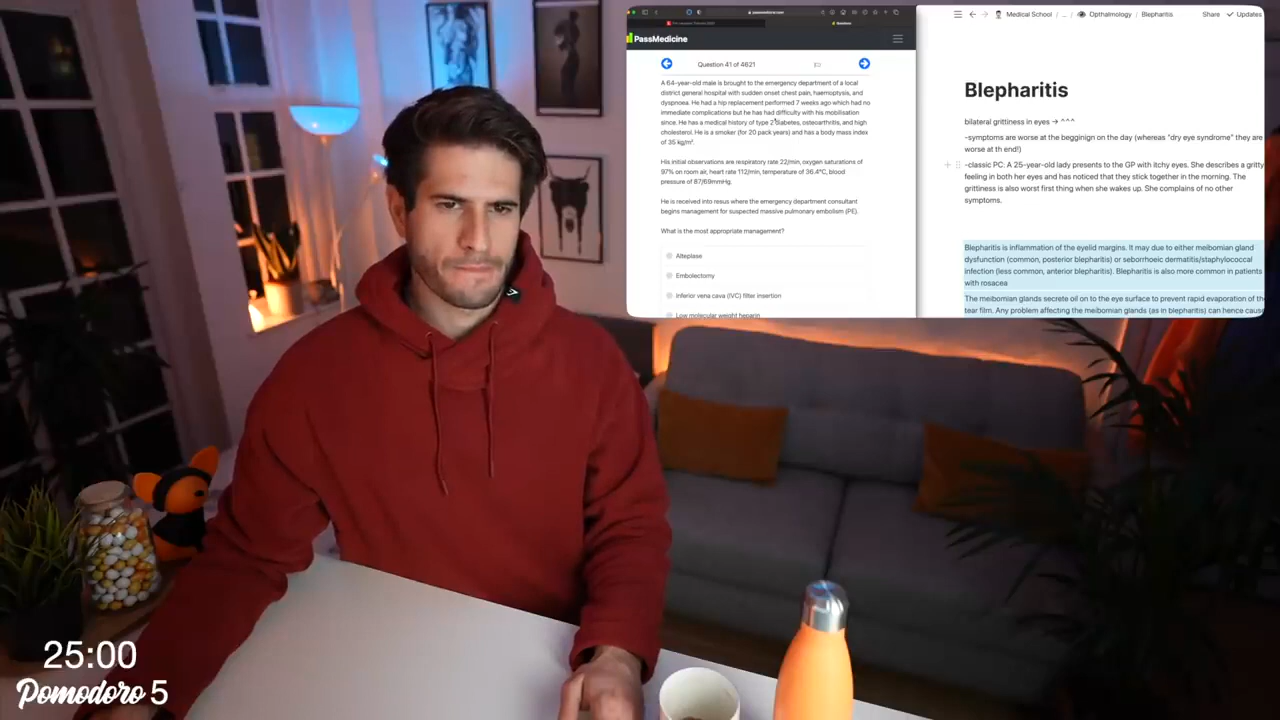 PassMedicine
Question 41 of 4621
A 64-year-old male is brought to the emergency department of a local
district general hospital with sudden onset chest pain, haemoptysis, and
dyspnoea. He had a hip replacement performed 7 weeks ago which had no
immediate complications but he has had difficulty with his mobilisation
since. He has a medical history of type 2 diabetes, osteoarthritis, and high
cholesterol. He is a smoker (for 20 pack years) and has a body mass index
of 35 kg/m².
His initial observations are respiratory rate 22/min, oxygen saturations of
97% on room air, heart rate 112/min, temperature of 36.4°C, blood
pressure of 87/69mmHg.
He is received into resus where the emergency department consultant
begins management for suspected massive pulmonary embolism (PE).
What is the most appropriate management?
Alteplase
Embolectomy
Inferior vena cava (IVC) filter insertion
Low molecular weight heparin
Medical School / ... / Opthalmology / Blepharitis
Share Updates
Blepharitis
bilateral grittiness in eyes → ^^^
-symptoms are worse at the begginign on the day (whereas "dry eye syndrome" they are
worse at th end!)
-classic PC: A 25-year-old lady presents to the GP with itchy eyes. She describes a gritty
feeling in both her eyes and has noticed that they stick together in the morning. The
grittiness is also worst first thing when she wakes up. She complains of no other
symptoms.
Blepharitis is inflammation of the eyelid margins. It may due to either meibomian gland
dysfunction (common, posterior blepharitis) or seborrhoeic dermatitis/staphylococcal
infection (less common, anterior blepharitis). Blepharitis is also more common in patients
with rosacea
The meibomian glands secrete oil on to the eye surface to prevent rapid evaporation of the
tear film. Any problem affecting the meibomian glands (as in blepharitis) can hence cause
25:00
Pomodoro 5